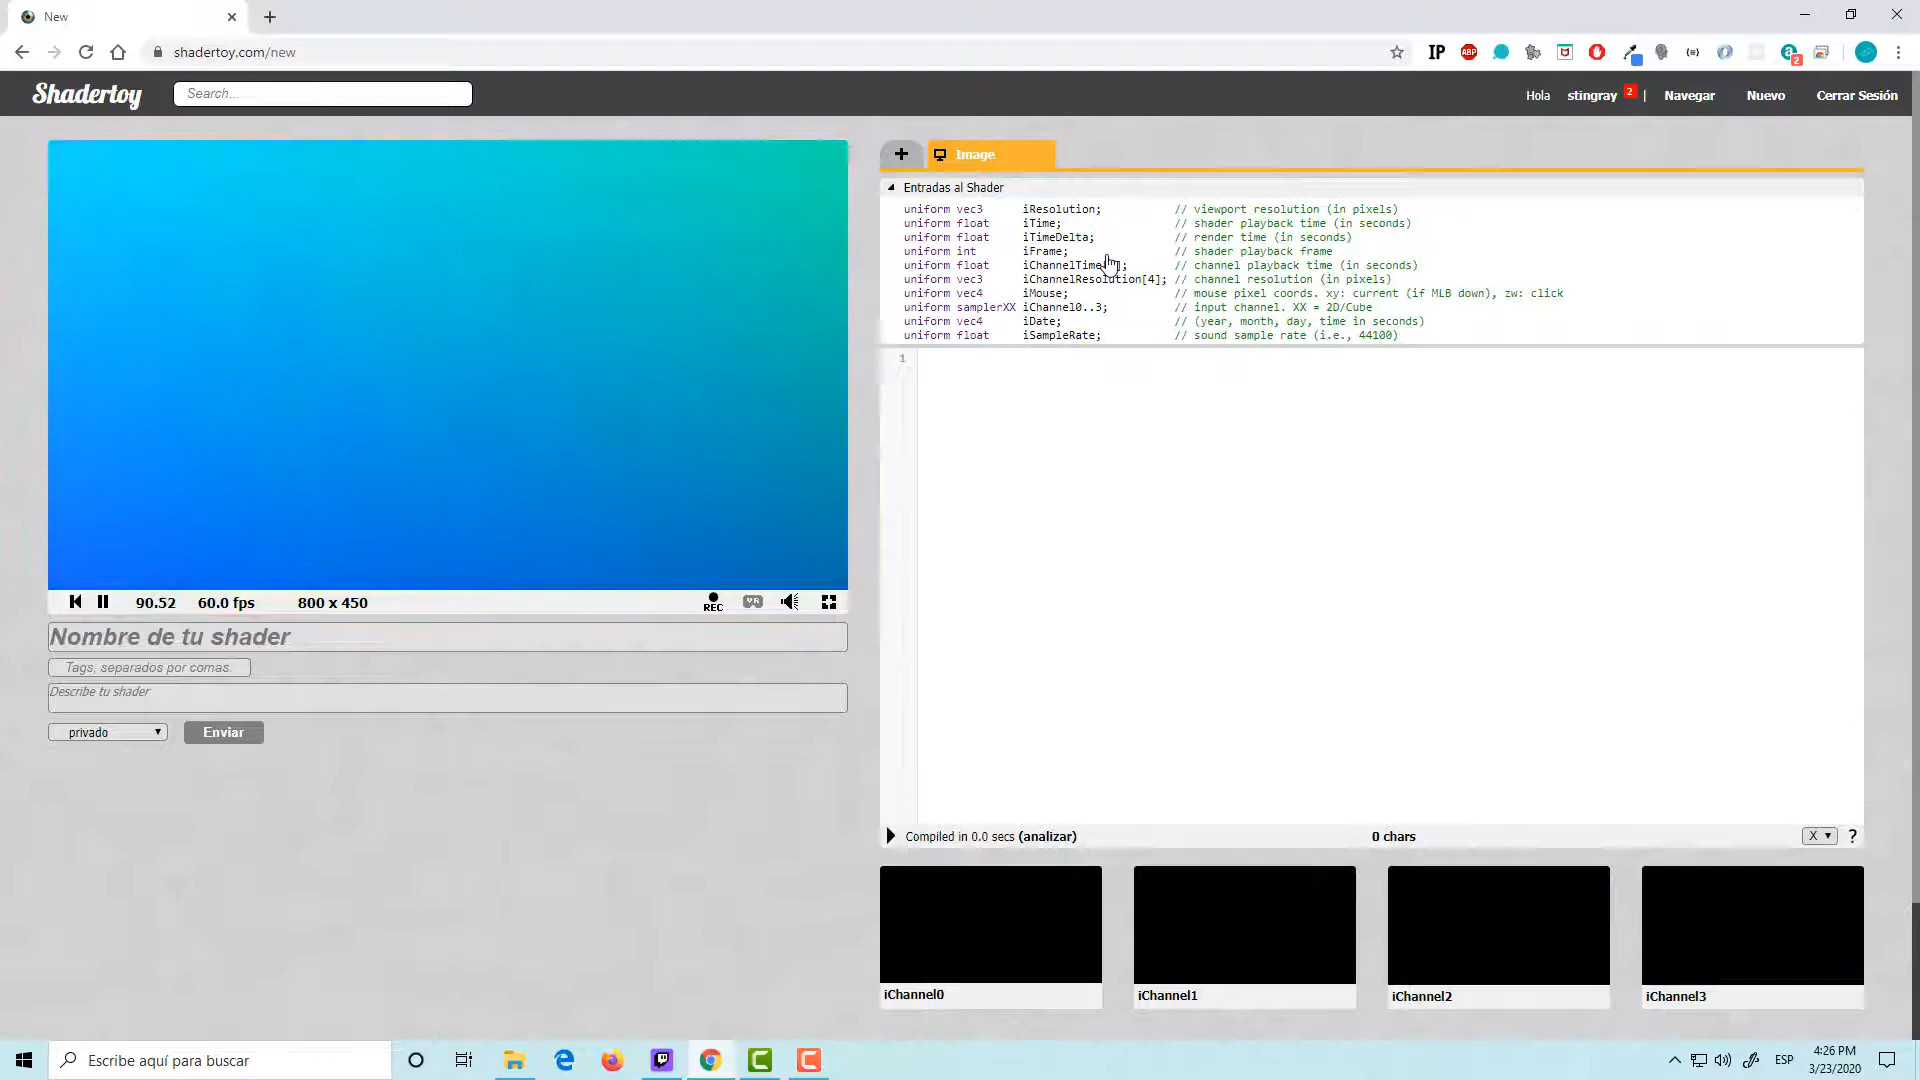 New
shadertoy.com/new
IP
ABP
2
Shadertoy
Search...
Hola stingray 2 | Navegar Nuevo Cerrar Sesión
+ Image
Entradas al Shader
uniform vec3 iResolution; // viewport resolution (in pixels)
uniform float iTime; // shader playback time (in seconds)
uniform float iTimeDelta; // render time (in seconds)
uniform int iFrame; // shader playback frame
uniform float iChannelTime ]; // channel playback time (in seconds)
uniform vec3 iChannelResolution[4]; // channel resolution (in pixels)
uniform vec4 iMouse; // mouse pixel coords. xy: current (if MLB down), zw: click
uniform samplerXX iChannel0..3; // input channel. XX = 2D/Cube
uniform vec4 iDate; // (year, month, day, time in seconds)
uniform float iSampleRate; // sound sample rate (i.e., 44100)
1
90.52 60.0 fps 800 x 450 REC
Nombre de tu shader
Tags, separados por comas.
Describe tu shader
privado Enviar
Compiled in 0.0 secs (analizar) 0 chars X ?
iChannel0 iChannel1 iChannel2 iChannel3
Escribe aquí para buscar
ESP
4:26 PM
3/23/2020